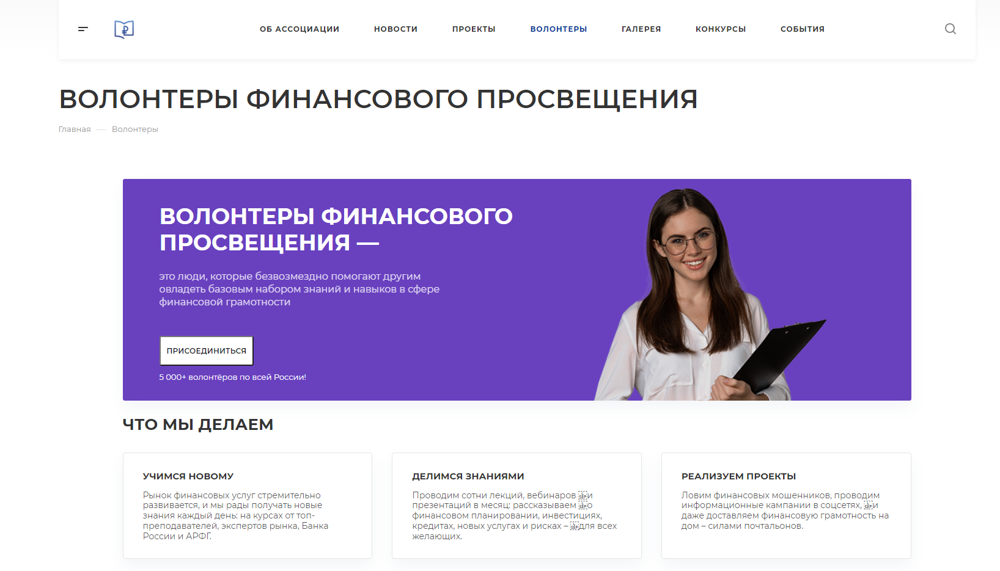 ОБ АССОЦИАЦИИ НОВОСТИ ПРОЕКТЫ ВОЛОНТЕРЫ ГАЛЕРЕЯ КОНКУРСЫ СОБЫТИЯ
ВОЛОНТЕРЫ ФИНАНСОВОГО ПРОСВЕЩЕНИЯ
Главная — Волонтеры
ВОЛОНТЕРЫ ФИНАНСОВОГО
ПРОСВЕЩЕНИЯ —
это люди, которые безвозмездно помогают другим
овладеть базовым набором знаний и навыков в сфере
финансовой грамотности
ПРИСОЕДИНИТЬСЯ
5 000+ волонтёров по всей России!
ЧТО МЫ ДЕЛАЕМ
УЧИМСЯ НОВОМУ
Рынок финансовых услуг стремительно
развивается, и мы рады получать новые
знания каждый день: на курсах от топ-
преподавателей, экспертов рынка, Банка
России и АРФГ.
ДЕЛИМСЯ ЗНАНИЯМИ
Проводим сотни лекций, вебинаров и
презентаций в месяц: рассказываем о
финансовом планировании, инвестициях,
кредитах, новых услугах и рисках – для всех
желающих.
РЕАЛИЗУЕМ ПРОЕКТЫ
Ловим финансовых мошенников, проводим
информационные кампании в соцсетях, и
даже доставляем финансовую грамотность на
дом – силами почтальонов.